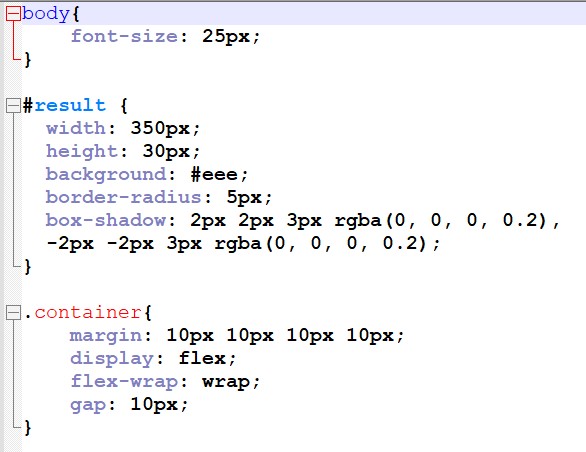 body{
    font-size: 25px;
}

#result {
  width: 350px;
  height: 30px;
  background: #eee;
  border-radius: 5px;
  box-shadow: 2px 2px 3px rgba(0, 0, 0, 0.2),
  -2px -2px 3px rgba(0, 0, 0, 0.2);
}

.container{
    margin: 10px 10px 10px 10px;
    display: flex;
    flex-wrap: wrap;
    gap: 10px;
}